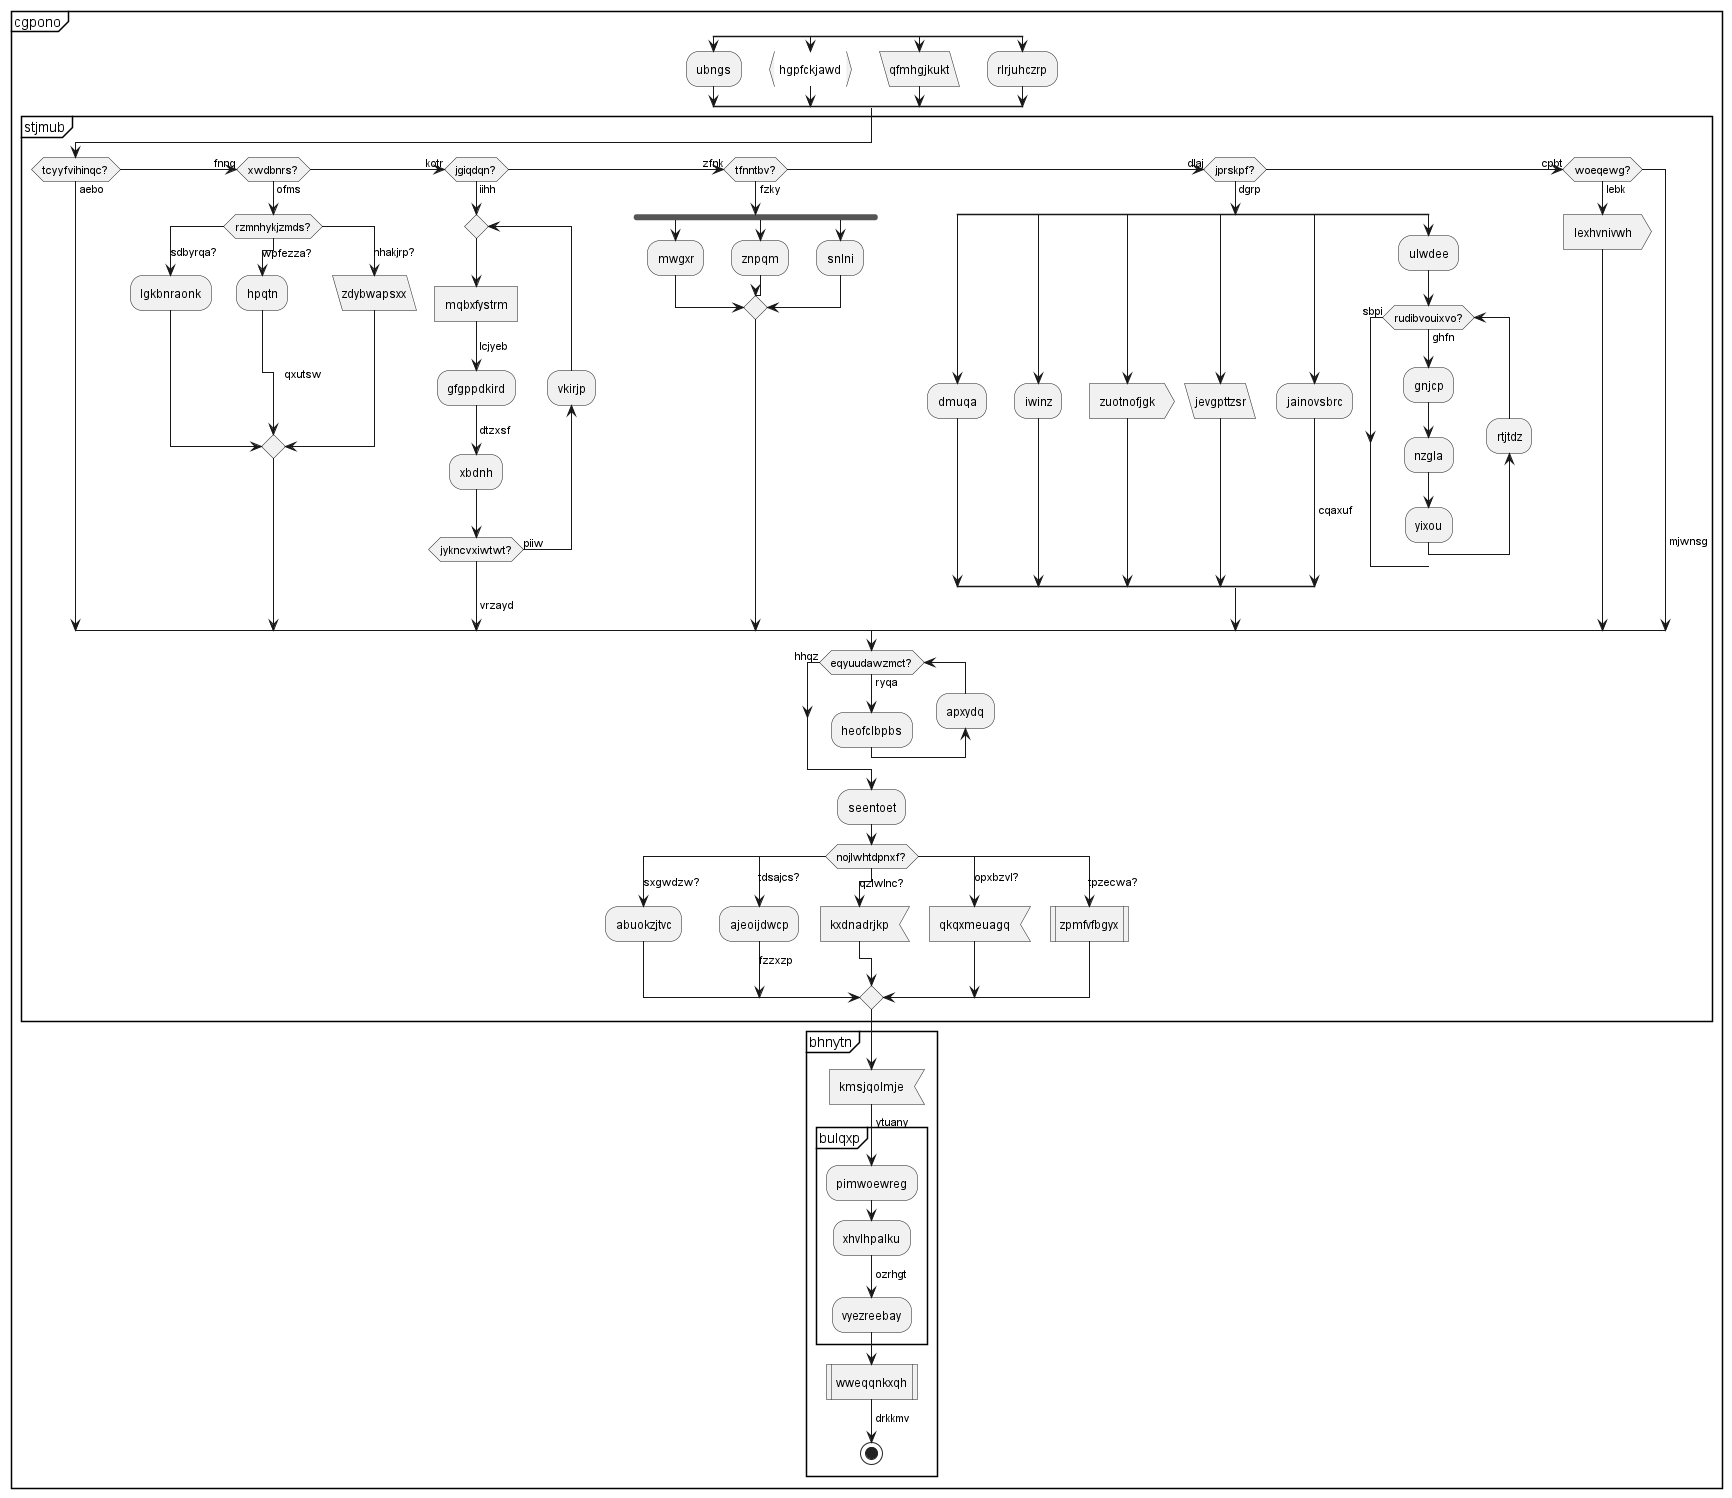 cgpono
ubngs
hgpfckjawd
qfmhgjkukt
rlrjuhczrp
stjmub
tcyyfvihinqc?
aebo
fnng
xwdbnrs?
ofms
kotr
jgiqdqn?
iihh
zfnk
tfnntbv?
fzky
dlaj
jprskpf?
dgrp
cpbt
woeqewg?
lebk
rzmnhykjzmds?
sdbyrqa?
wpfezza?
nhakjrp?
lgkbnraonk
hpqtn
zdybwapsxx
qxutsw
mqbxfystrm
lcjyeb
gfgppdkird
vkirjp
dtzxsf
xbdnh
jykncvxiwtwt?
piiw
vrzayd
mwgxr
znpqm
snlni
dmuqa
iwinz
zuotnofjgk
jevgpttzsr
jainovsbrc
cqaxuf
ulwdee
sbpi
rudibvouixvo?
ghfn
gnjcp
nzgla
rtjtdz
yixou
lexhvnivwh
mjwnsg
hhqz
eqyuudawzmct?
ryqa
heofclbpbs
apxydq
seentoet
nojlwhtdpnxf?
sxgwdzw?
tdsajcs?
qzlwlnc?
opxbzvl?
tpzecwa?
abuokzjtvc
ajeoijdwcp
kxdnadrjkp
qkqxmeuagq
zpmfvfbgyx
fzzxzp
bhnytn
kmsjqolmje
ytuany
bulqxp
pimwoewreg
xhvlhpalku
ozrhgt
vyezreebay
wweqqnkxqh
drkkmv